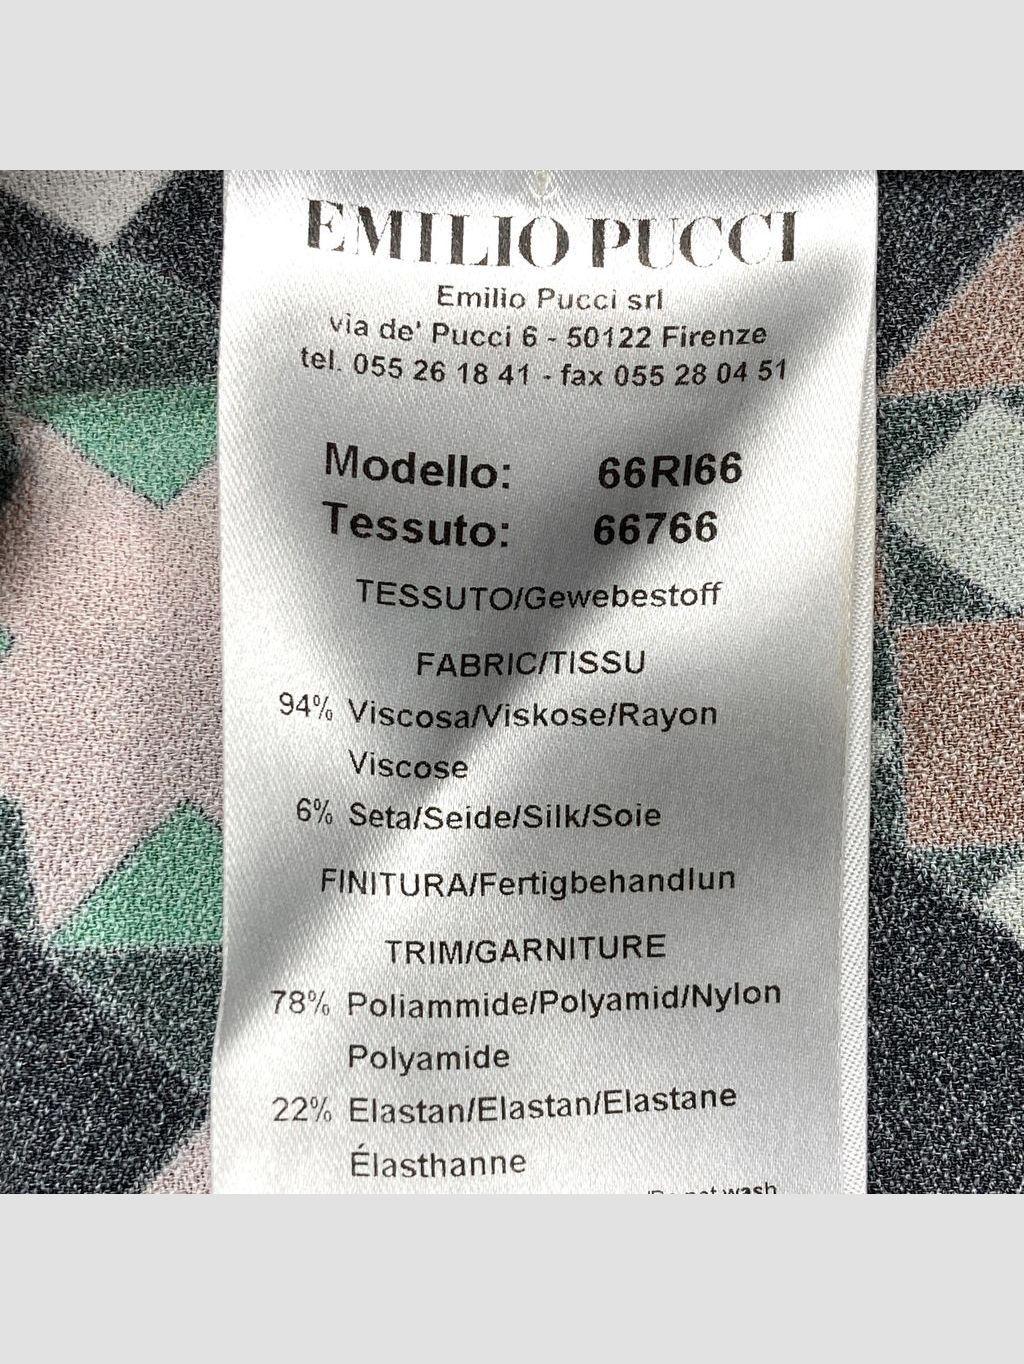 EMILIO PUCCI
Emilio Pucci srl
via de' Pucci 6 - 50122 Firenze
tel. 055 26 18 41 - fax 055 28 04 51
Modello: 66RI66
Tessuto: 66766
TESSUTO/Gewebestoff
FABRIC/TISSU
94% Viscosa/Viskose/Rayon
Viscose
6% Seta/Seide/Silk/Soie
FINITURA/Fertigbehandlun
TRIM/GARNITURE
78% Poliammide/Polyamid/Nylon
Polyamide
22% Elastan/Elastan/Elastane
Élasthanne
wash